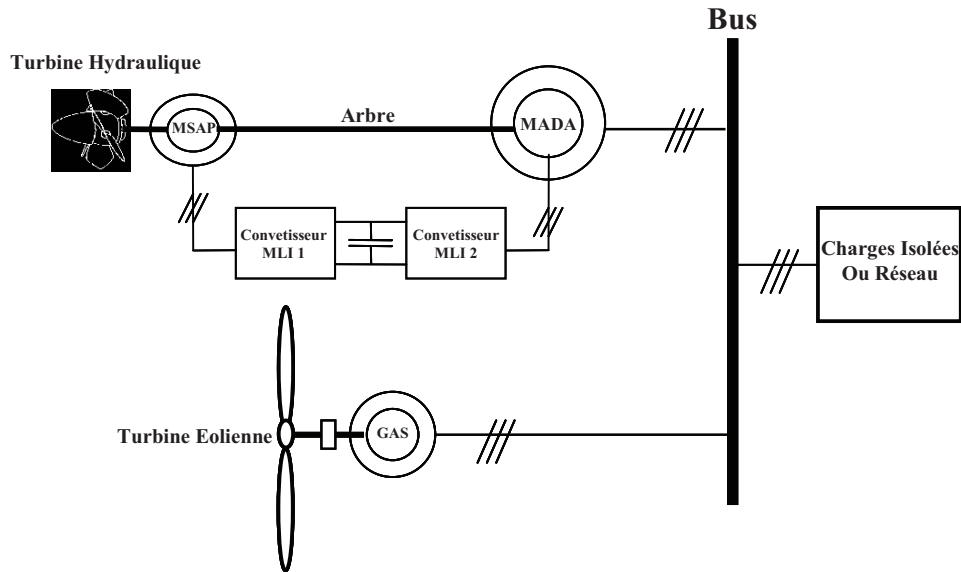 Bus
Turbine Hydraulique
MSAP
Arbre
MADA
Convetisseur
MLI 1
Convetisseur
MLI 2
Charges Isolées
Ou Réseau
Turbine Eolienne
GAS